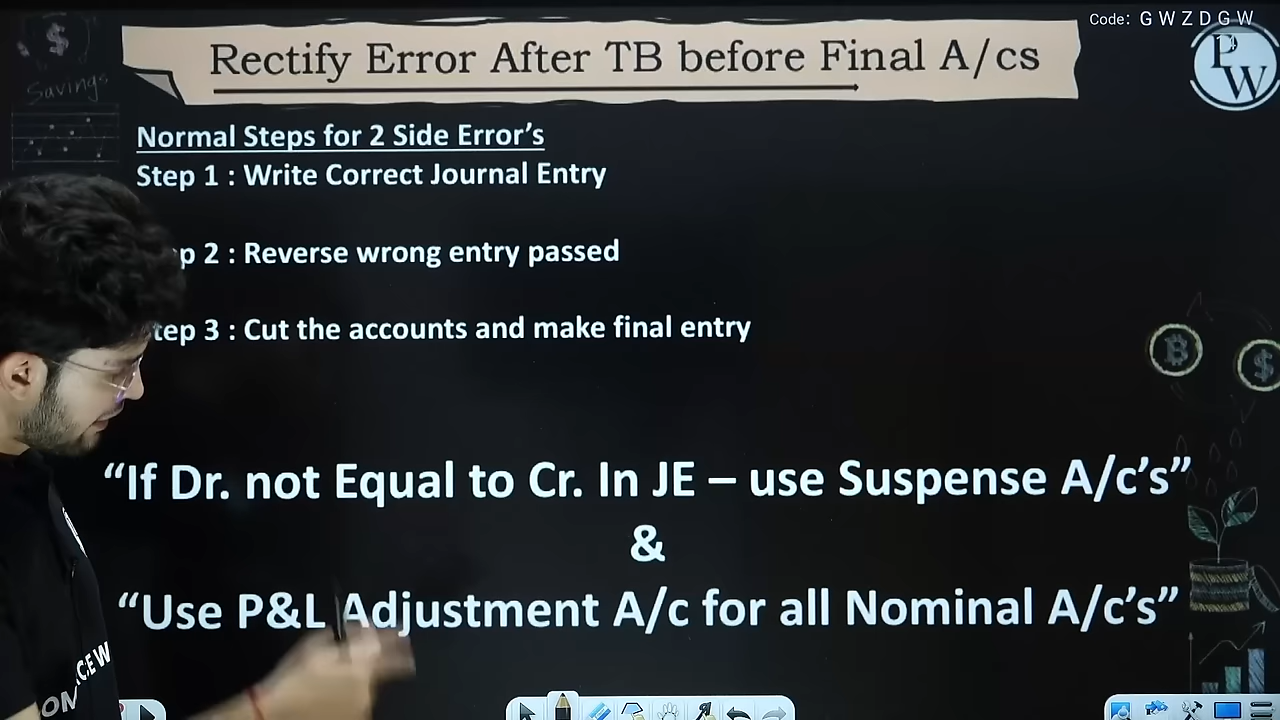 Code: G W Z D G W
Rectify Error After TB before Final A/cs
P
W
Savings
Normal Steps for 2 Side Error's
Step 1 : Write Correct Journal Entry
p 2 : Reverse wrong entry passed
tep 3 : Cut the accounts and make final entry
“If Dr. not Equal to Cr. In JE – use Suspense A/c’s”
&
“Use P&L Adjustment A/c for all Nominal A/c’s”